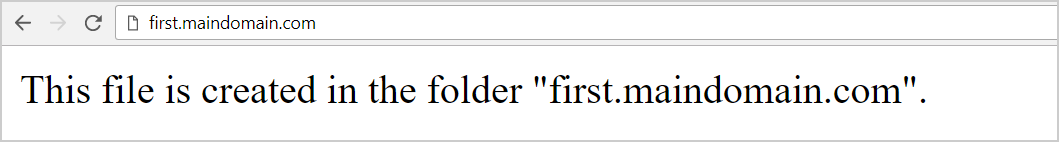 first.maindomain.com
This file is created in the folder "first.maindomain.com".